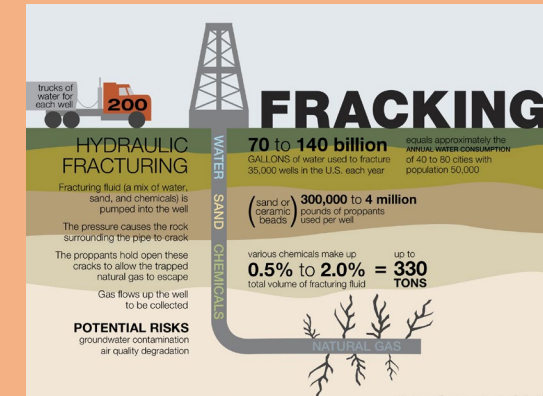 trucks of
water for
each well
200
FRACKING
HYDRAULIC
FRACTURING
Fracturing fluid (a mix of water,
sand, and chemicals) is
pumped into the well
The pressure causes the rock
surrounding the pipe to crack
The proppants hold open these
cracks to allow the trapped
natural gas to escape
Gas flows up the well
to be collected
POTENTIAL RISKS
groundwater contamination
air quality degradation
WATER
SAND
CHEMICALS
70 to 140 billion
GALLONS of water used to fracture
35,000 wells in the U.S. each year
equals approximately the
ANNUAL WATER CONSUMPTION
of 40 to 80 cities with
population 50,000
(sand or
ceramic
beads)
300,000 to 4 million
pounds of proppants
used per well
various chemicals make up
0.5% to 2.0%
total volume of fracturing fluid
=
up to
330
TONS
NATURAL GAS